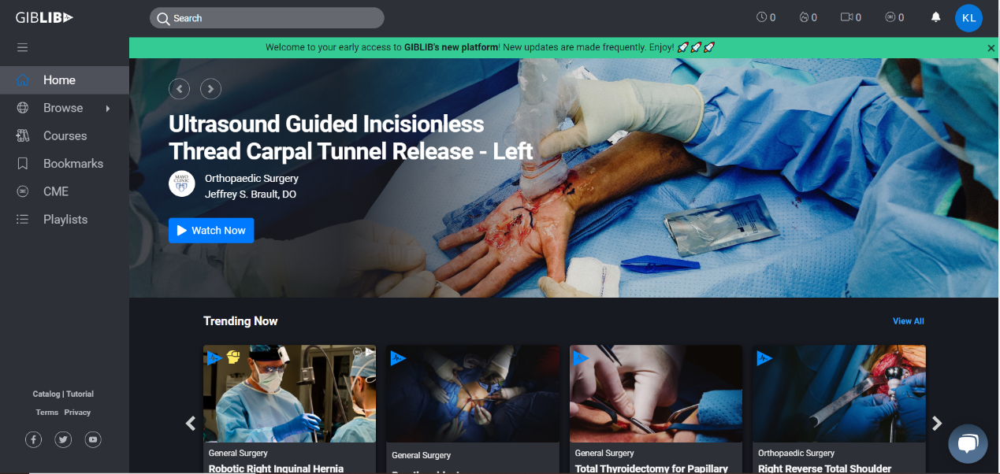 GIBLIB
Search
0
0
0
0
KL
Welcome to your early access to GIBLIB's new platform! New updates are made frequently. Enjoy! 🚀🚀🚀
Home
Browse
Courses
Bookmarks
CME
Playlists
Ultrasound Guided Incisionless
Thread Carpal Tunnel Release - Left
MAYO
CLINIC
Orthopaedic Surgery
Jeffrey S. Brault, DO
Watch Now
Trending Now
View All
General Surgery
Robotic Right Inguinal Hernia
General Surgery
General Surgery
Total Thyroidectomy for Papillary
Orthopaedic Surgery
Right Reverse Total Shoulder
Catalog | Tutorial
Terms Privacy